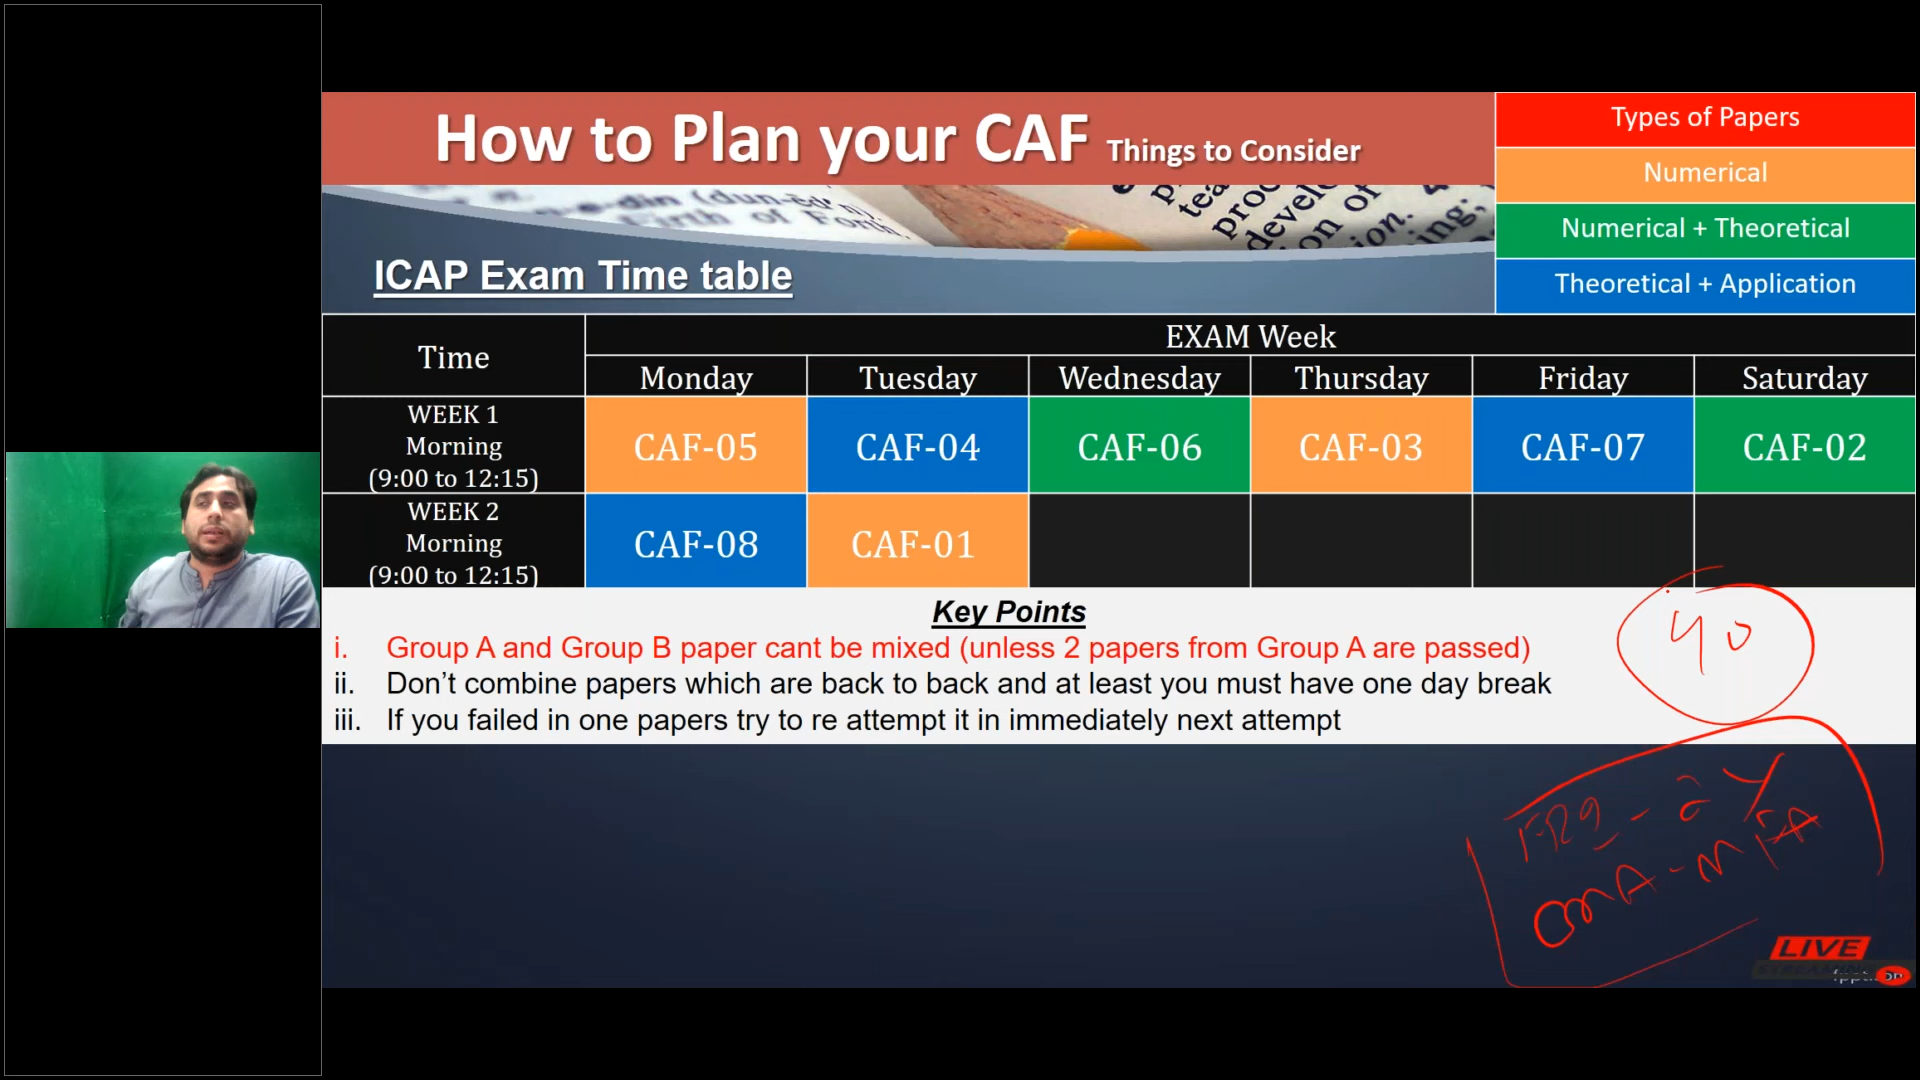 How to Plan your CAF Things to Consider
Types of Papers
Numerical
Numerical + Theoretical
Theoretical + Application
ICAP Exam Time table
Time
EXAM Week
Monday Tuesday Wednesday Thursday Friday Saturday
WEEK 1
Morning
(9:00 to 12:15)
CAF-05 CAF-04 CAF-06 CAF-03 CAF-07 CAF-02
WEEK 2
Morning
(9:00 to 12:15)
CAF-08 CAF-01
Key Points
i. Group A and Group B paper cant be mixed (unless 2 papers from Group A are passed)
ii. Don’t combine papers which are back to back and at least you must have one day break
iii. If you failed in one papers try to re attempt it in immediately next attempt
40
CMA - MFA
LIVE